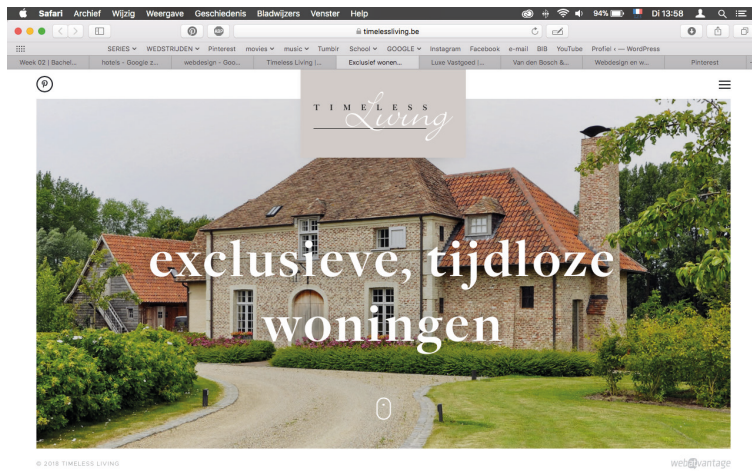 Safari Archief Wijzig Weergave Geschiedenis Bladwijzers Venster Help 94% Di 13:58
timelessliving.be
SERIES WEDSTRIJDEN Pinterest movies music Tumblr School GOOGLE Instagram Facebook e-mail BIB YouTube Profiel ‹ — WordPress
Week 02 | Bachel... hotels - Google z... webdesign - Goo... Timeless Living |... Exclusief wonen... Luxe Vastgoed |... Van den Bosch &... Webdesign en w... Pinterest
TIMELESS
Living
exclusieve, tijdloze
woningen
© 2018 TIMELESS LIVING webatvantage